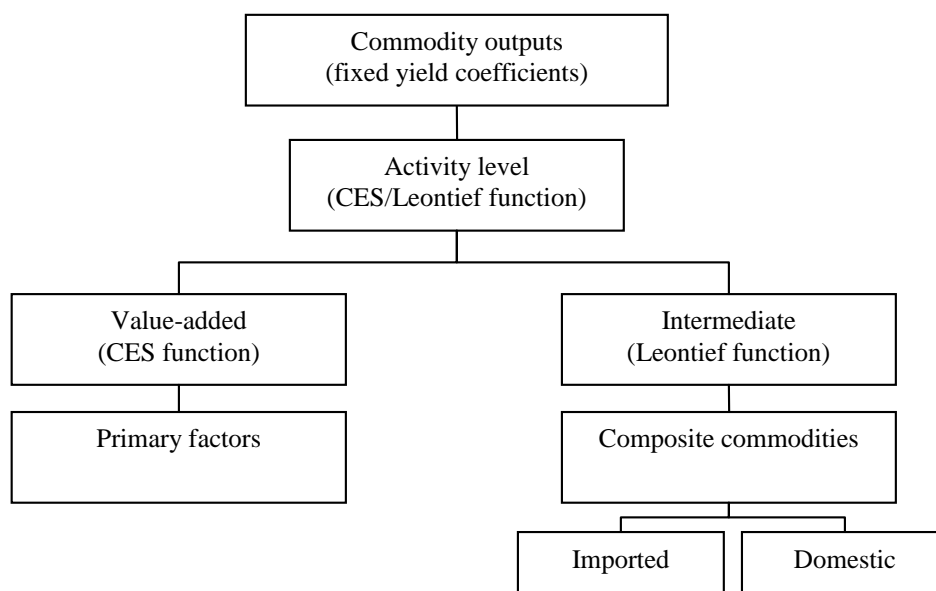 Commodity outputs
(fixed yield coefficients)
Activity level
(CES/Leontief function)
Value-added
(CES function)
Intermediate
(Leontief function)
Primary factors
Composite commodities
Imported
Domestic